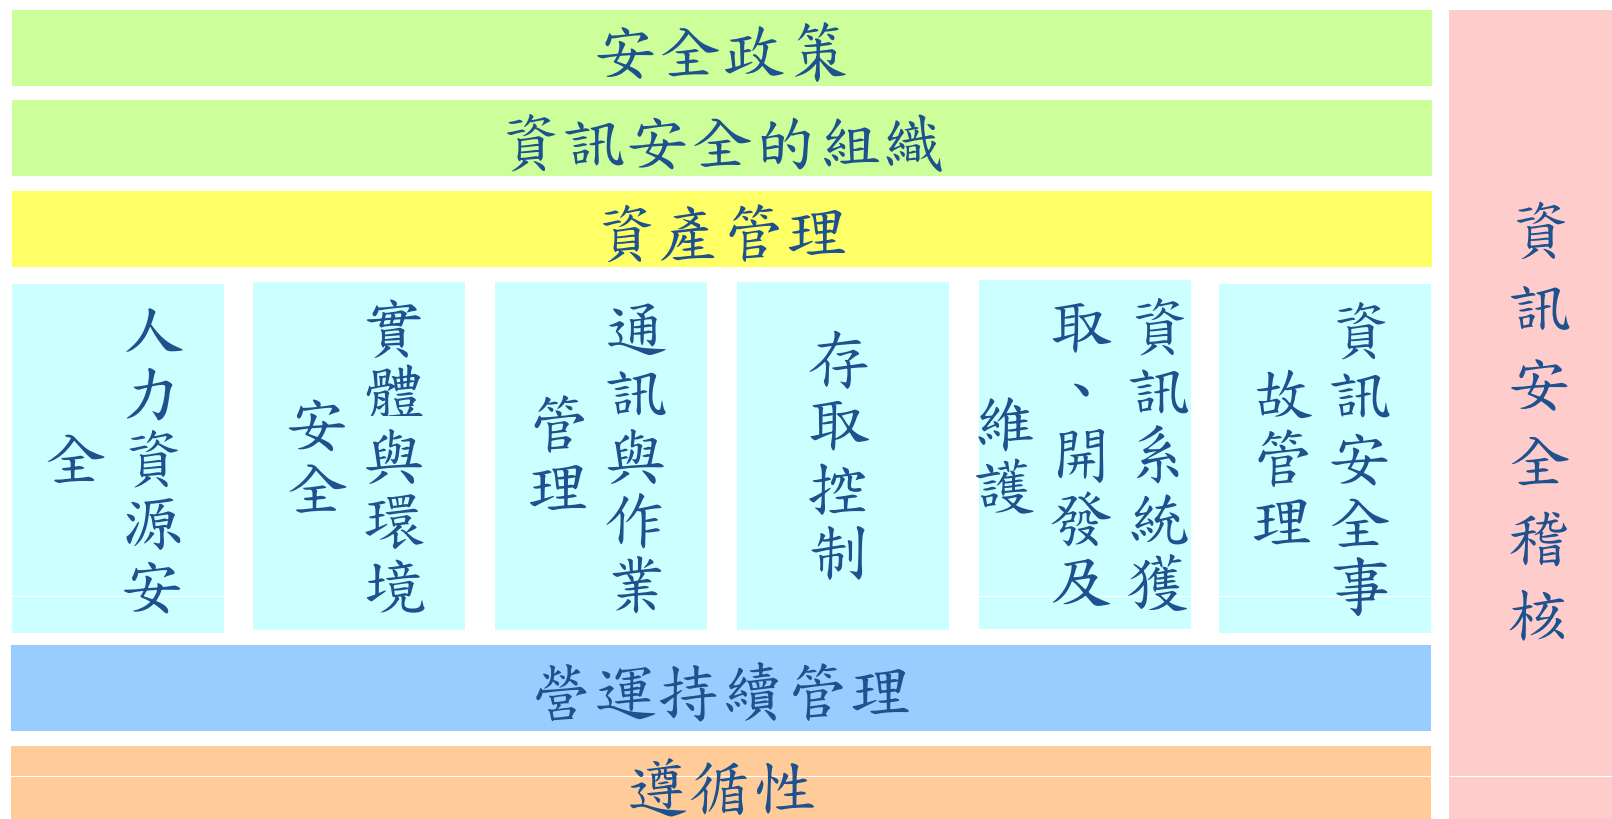 安全政策
資訊安全的組織
資產管理
人力資源安
全
實體與環境
安全
通訊與作業
管理
存取控制
資訊系統獲
取、開發及
維護
資訊安全事
故管理
營運持續管理
遵循性
資訊安全稽核